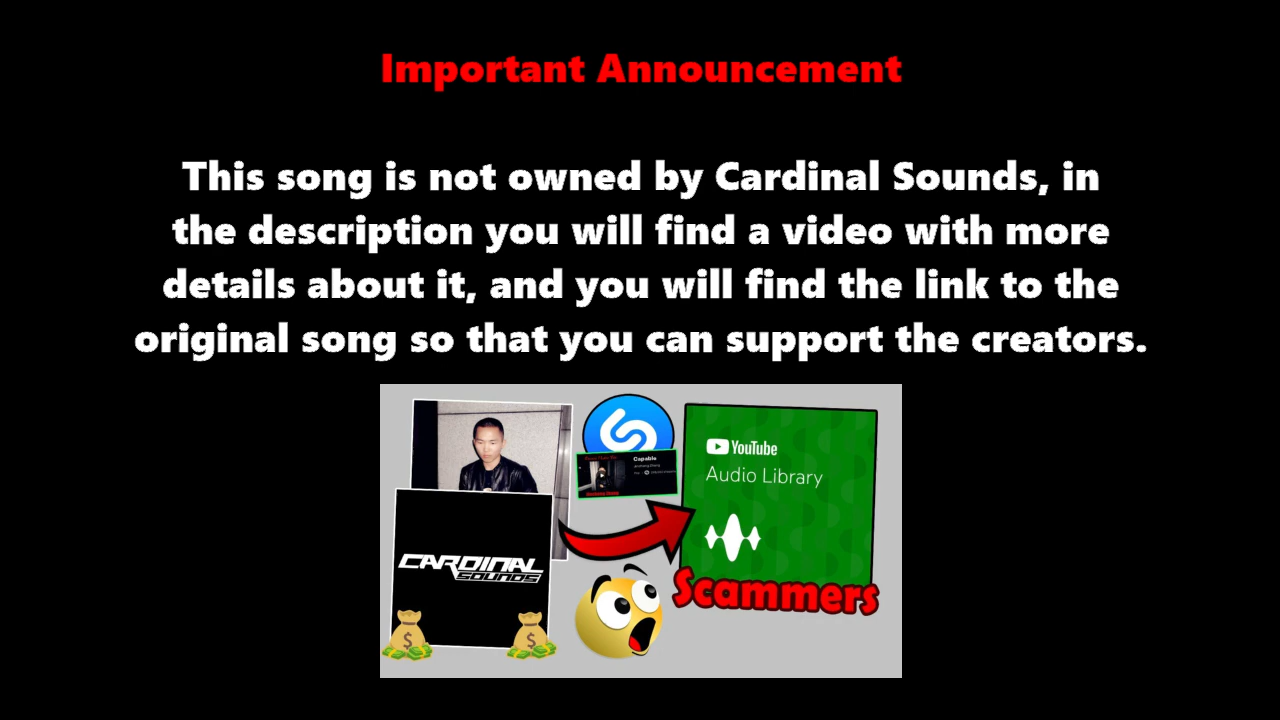 Important Announcement
This song is not owned by Cardinal Sounds, in
the description you will find a video with more
details about it, and you will find the link to the
original song so that you can support the creators.
Capable
YouTube
Audio Library
CARDINAL
SOUNDS
Scammers